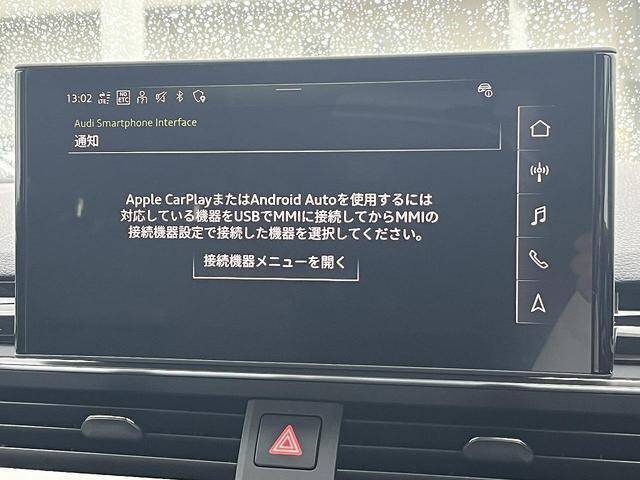 13:02 LTE NO ETC
Audi Smartphone Interface
通知
Apple CarPlayまたはAndroid Autoを使用するには
対応している機器をUSBでMMIに接続してからMMIの
接続機器設定で接続した機器を選択してください。
接続機器メニューを開く